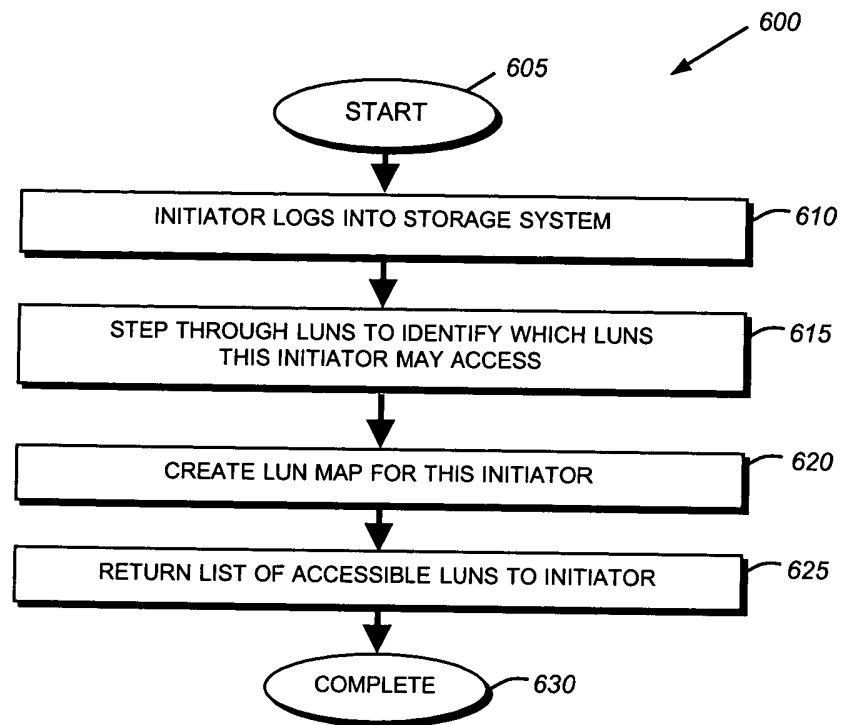 600
605
START
INITIATOR LOGS INTO STORAGE SYSTEM
610
STEP THROUGH LUNS TO IDENTIFY WHICH LUNS
THIS INITIATOR MAY ACCESS
615
CREATE LUN MAP FOR THIS INITIATOR
620
RETURN LIST OF ACCESSIBLE LUNS TO INITIATOR
625
COMPLETE
630